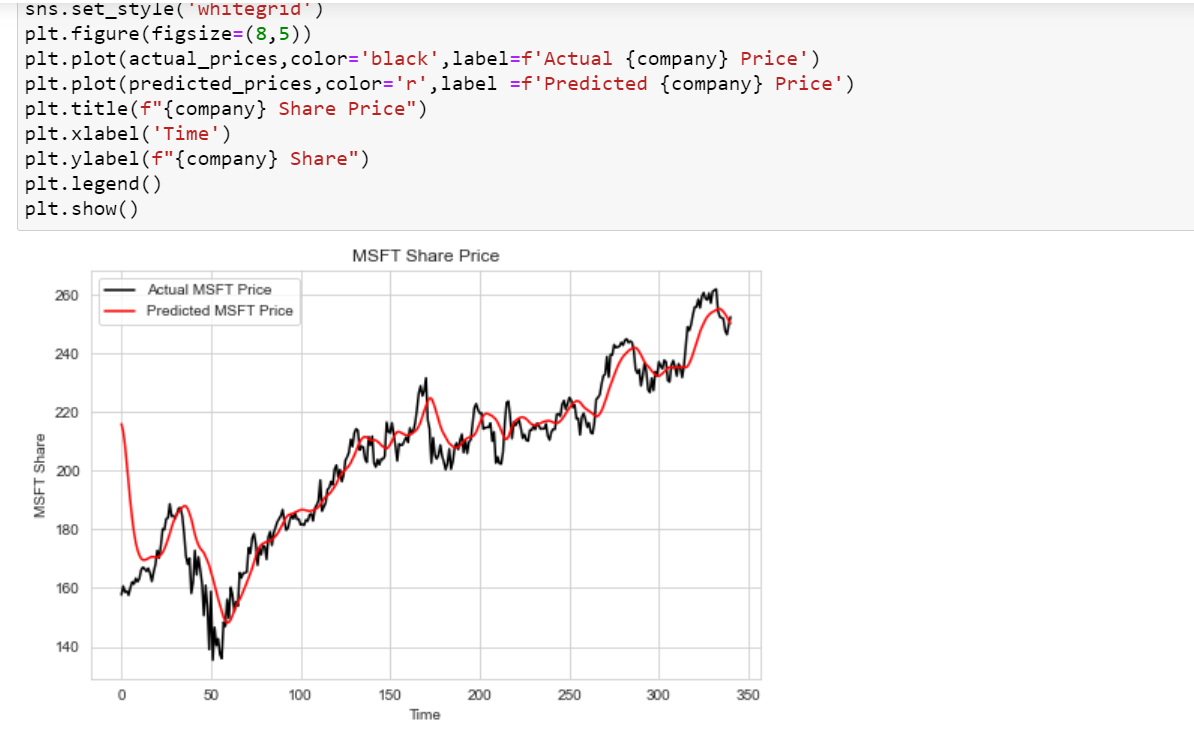 sns.set_style('whitegrid')
plt.figure(figsize=(8,5))
plt.plot(actual_prices,color='black',label=f'Actual {company} Price')
plt.plot(predicted_prices,color='r',label =f'Predicted {company} Price')
plt.title(f"{company} Share Price")
plt.xlabel('Time')
plt.ylabel(f"{company} Share")
plt.legend()
plt.show()
MSFT Share Price
Actual MSFT Price
Predicted MSFT Price
260
240
220
200
180
160
140
MSFT Share
0 50 100 150 200 250 300 350
Time